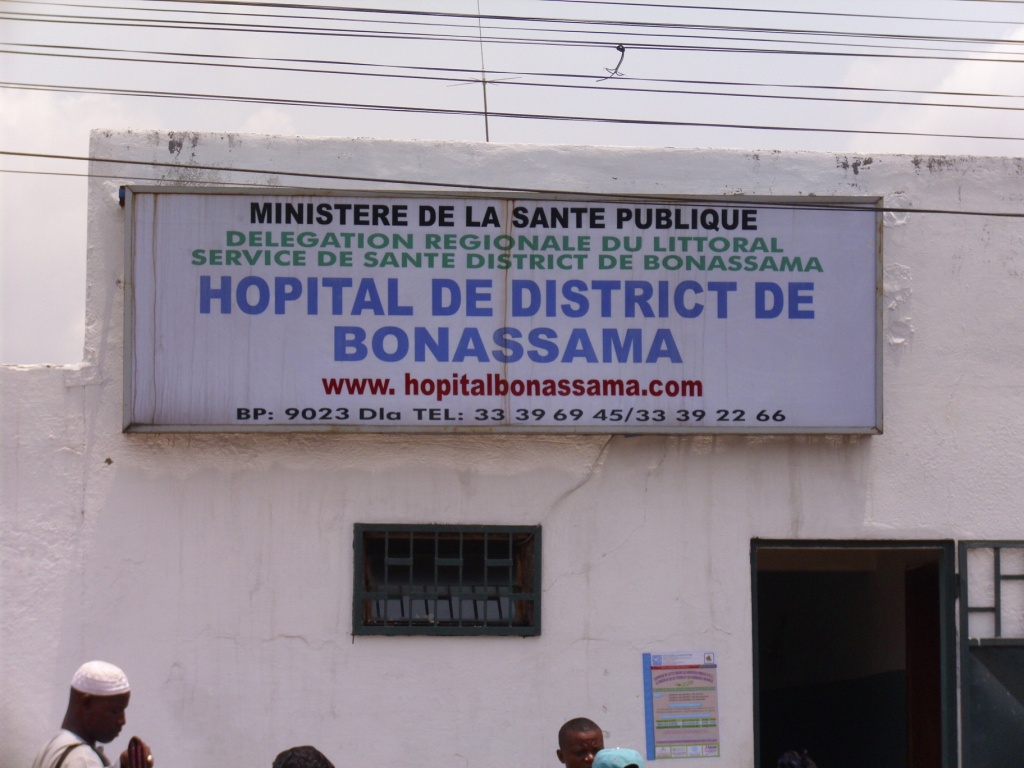 MINISTERE DE LA SANTE PUBLIQUE
DELEGATION REGIONALE DU LITTORAL
SERVICE DE SANTE DISTRICT DE BONASSAMA
HOPITAL DE DISTRICT DE
BONASSAMA
www. hopitalbonassama.com
BP: 9023 Dla TEL: 33 39 69 45/33 39 22 66